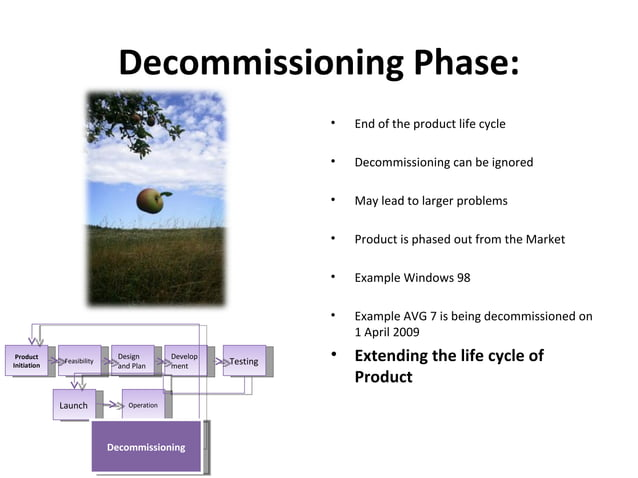 Decommissioning Phase:
• End of the product life cycle
• Decommissioning can be ignored
• May lead to larger problems
• Product is phased out from the Market
• Example Windows 98
• Example AVG 7 is being decommissioned on
1 April 2009
• Extending the life cycle of
Product
Product
Initiation
Feasibility
Design
and Plan
Develop
ment
Testing
Launch
Operation
Decommissioning